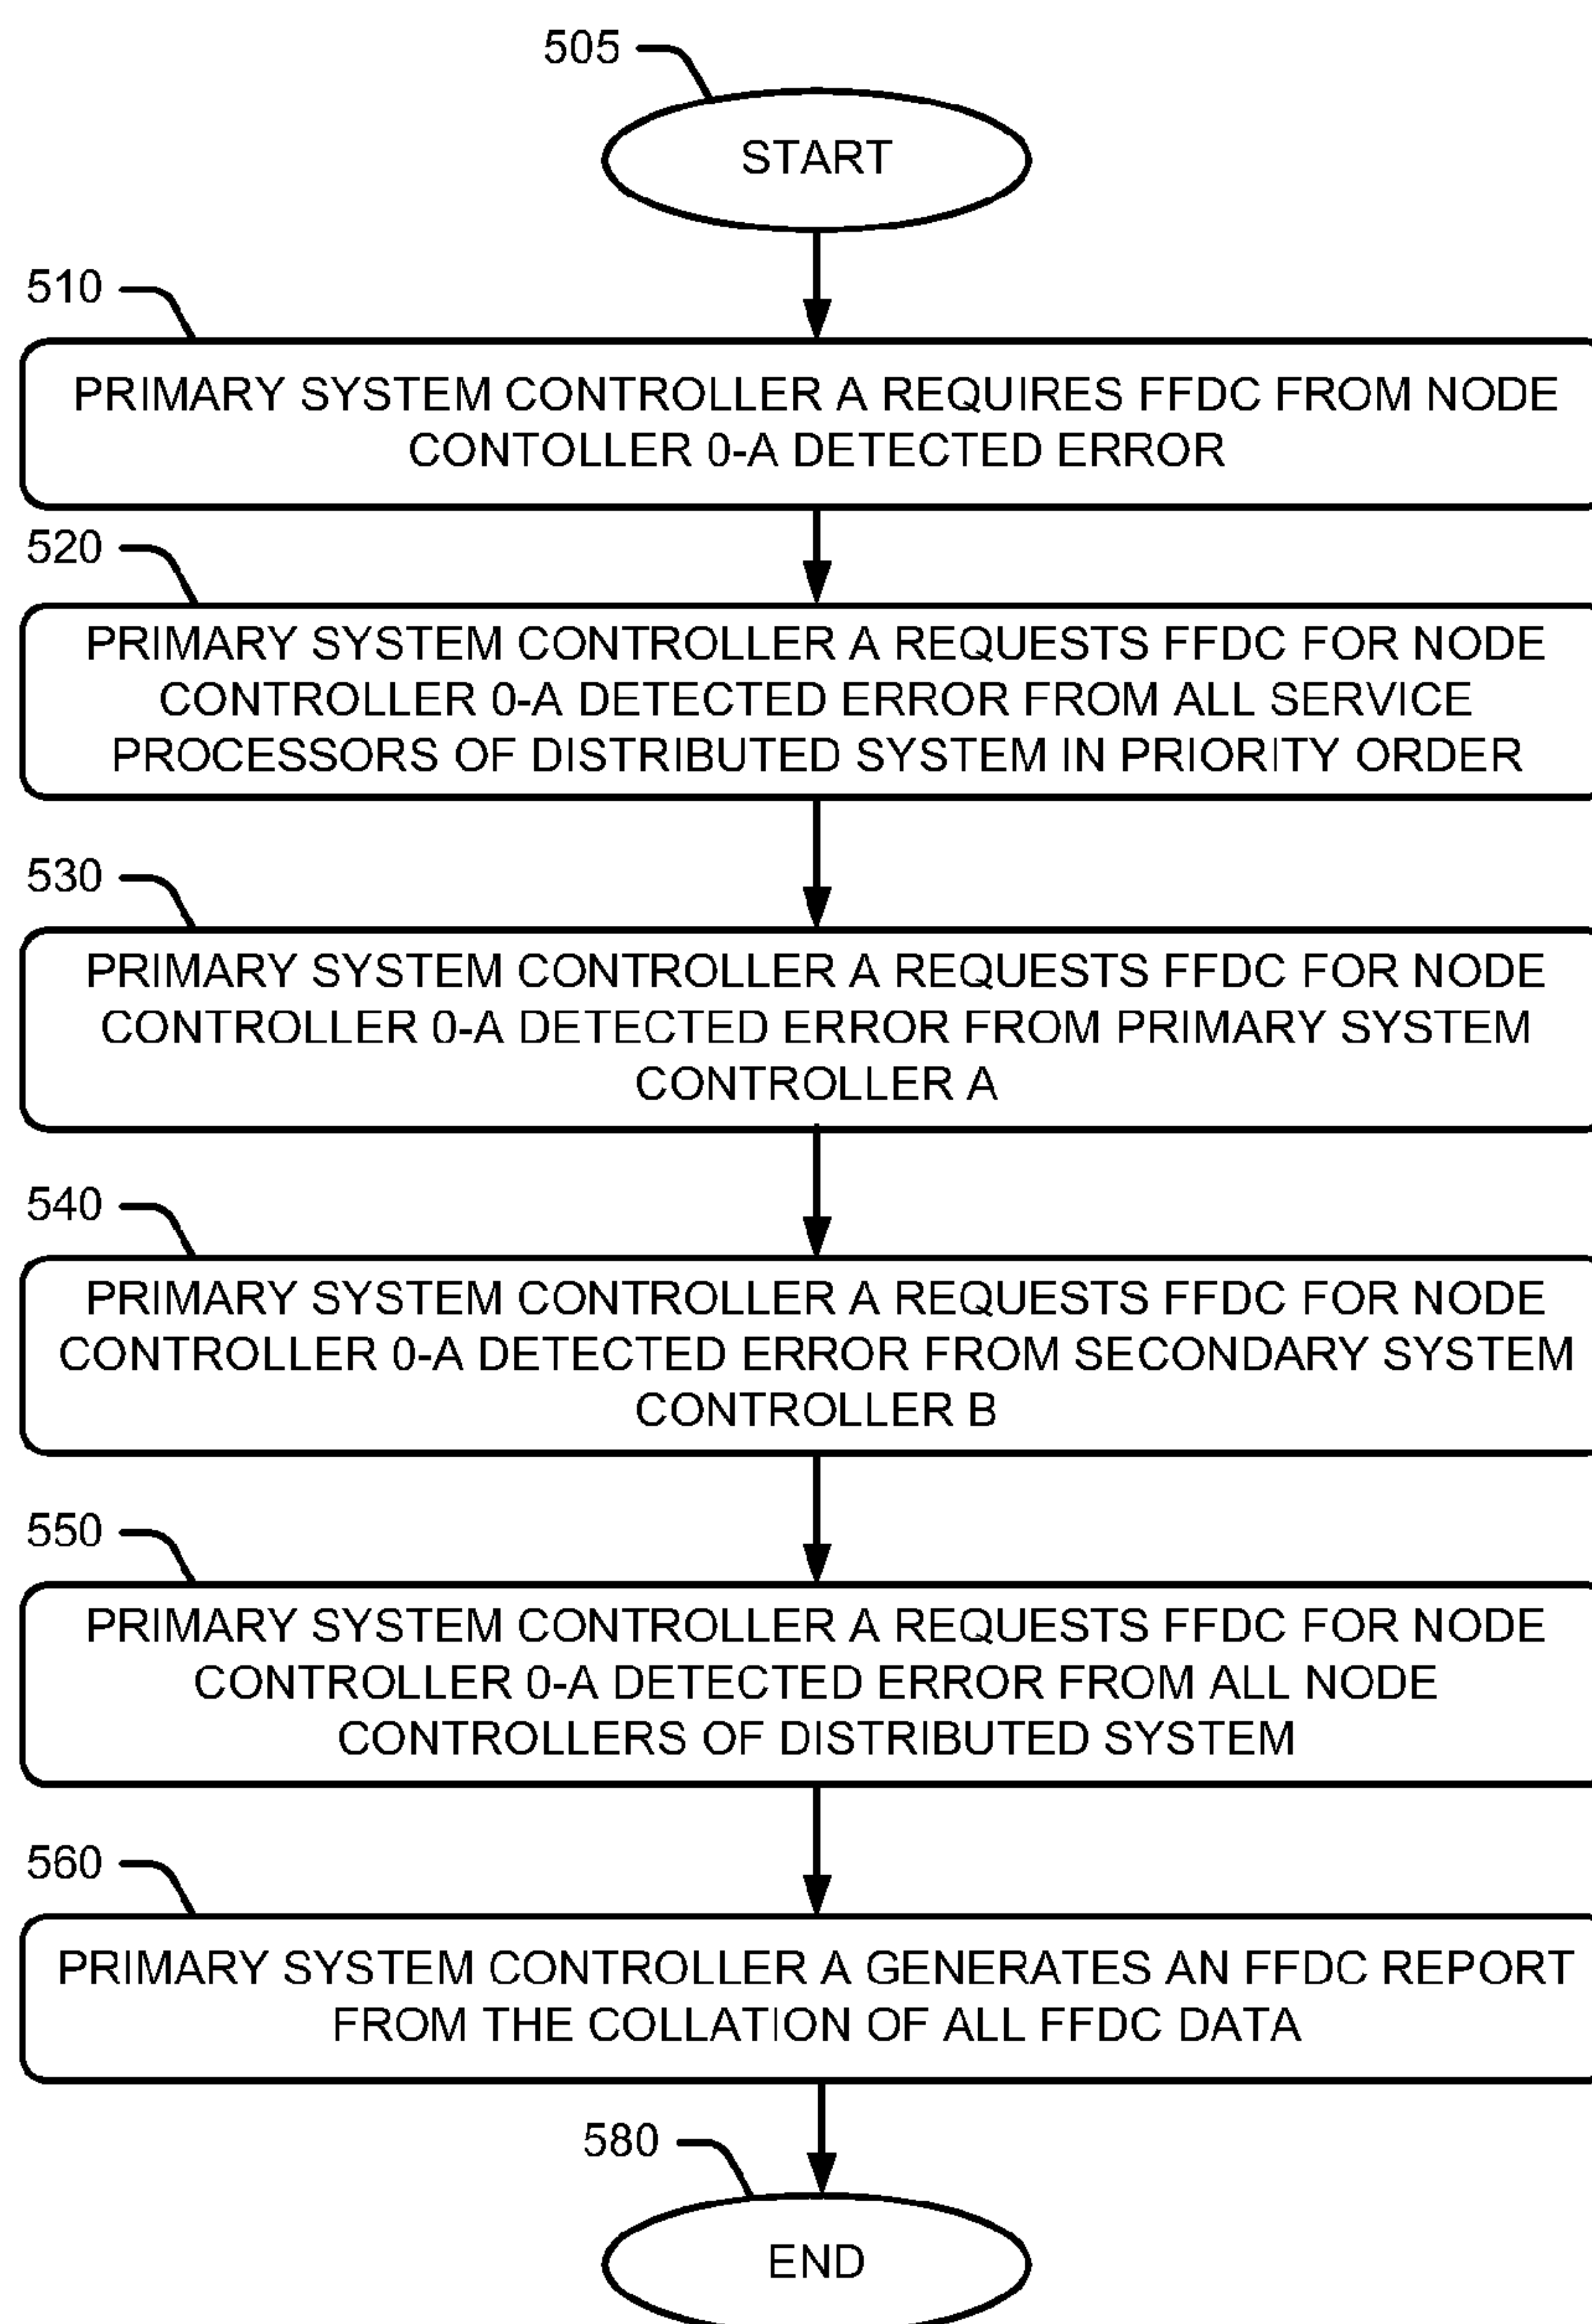 505
START
510
PRIMARY SYSTEM CONTROLLER A REQUIRES FFDC FROM NODE
CONTOLLER 0-A DETECTED ERROR
520
PRIMARY SYSTEM CONTROLLER A REQUESTS FFDC FOR NODE
CONTROLLER 0-A DETECTED ERROR FROM ALL SERVICE
PROCESSORS OF DISTRIBUTED SYSTEM IN PRIORITY ORDER
530
PRIMARY SYSTEM CONTROLLER A REQUESTS FFDC FOR NODE
CONTROLLER 0-A DETECTED ERROR FROM PRIMARY SYSTEM
CONTROLLER A
540
PRIMARY SYSTEM CONTROLLER A REQUESTS FFDC FOR NODE
CONTROLLER 0-A DETECTED ERROR FROM SECONDARY SYSTEM
CONTROLLER B
550
PRIMARY SYSTEM CONTROLLER A REQUESTS FFDC FOR NODE
CONTROLLER 0-A DETECTED ERROR FROM ALL NODE
CONTROLLERS OF DISTRIBUTED SYSTEM
560
PRIMARY SYSTEM CONTROLLER A GENERATES AN FFDC REPORT
FROM THE COLLATION OF ALL FFDC DATA
580
END